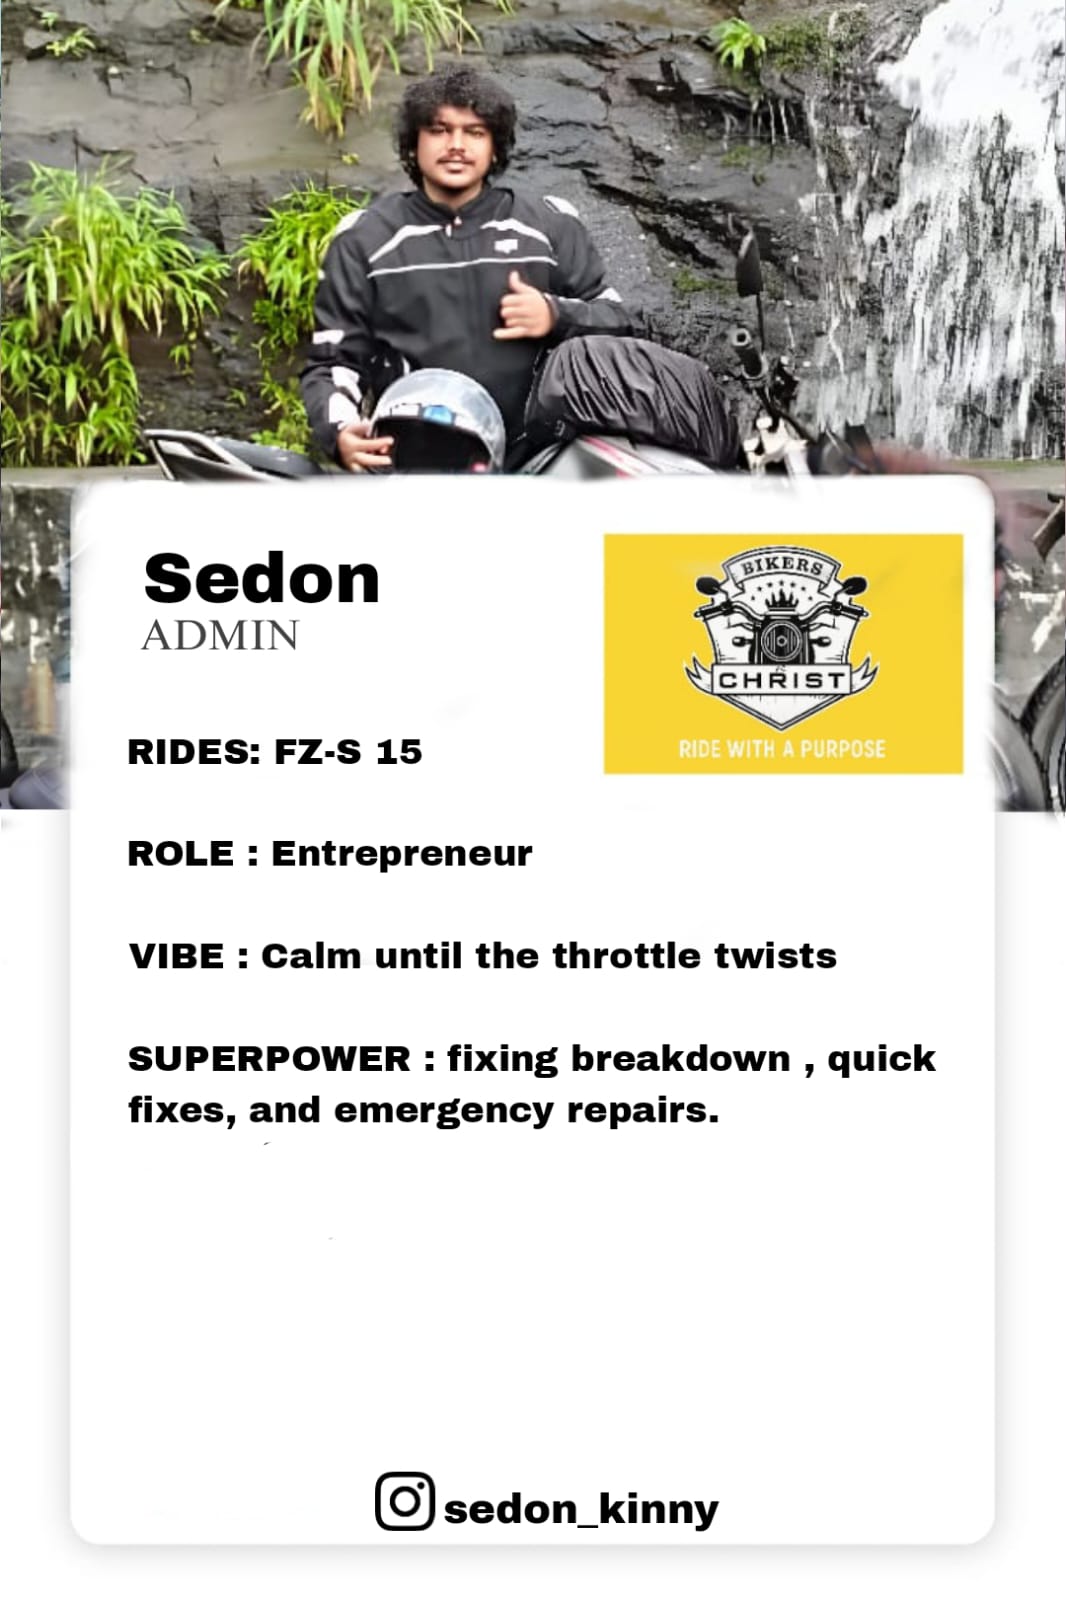 Sedon
ADMIN
BIKERS
CHRIST
RIDE WITH A PURPOSE
RIDES: FZ-S 15
ROLE : Entrepreneur
VIBE : Calm until the throttle twists
SUPERPOWER : fixing breakdown , quick
fixes, and emergency repairs.
sedon_kinny